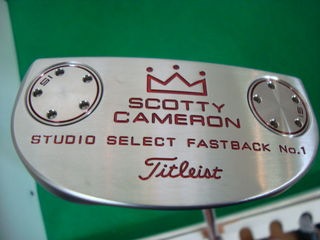 SCOTTY
CAMERON
STUDIO SELECT FASTBACK No.1
Titleist